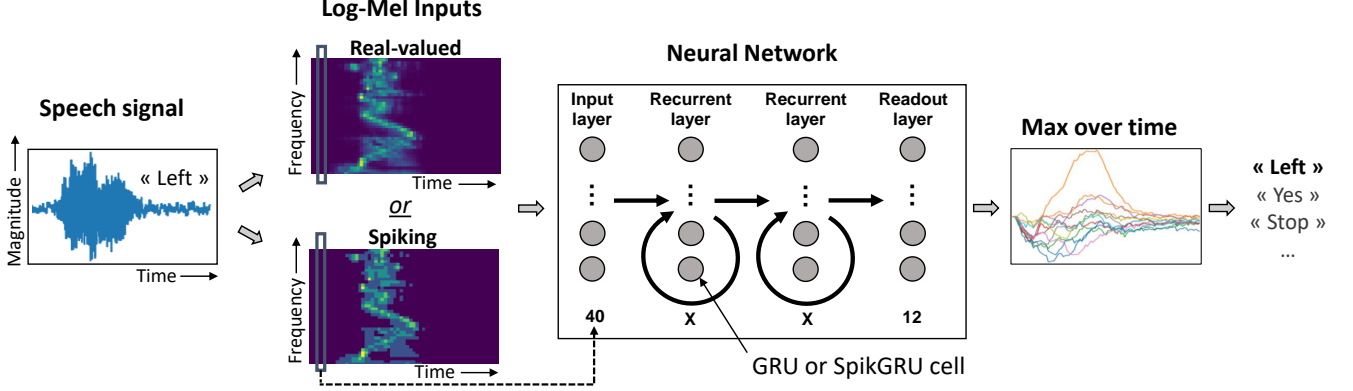 Speech signal
Magnitude
« Left »
Time
Log-Mel Inputs
Real-valued
Frequency
Time
or
Spiking
Frequency
Time
Neural Network
Input
layer
Recurrent
layer
Recurrent
layer
Readout
layer
40
X
X
12
GRU or SpikGRU cell
Max over time
« Left »
« Yes »
« Stop »
...